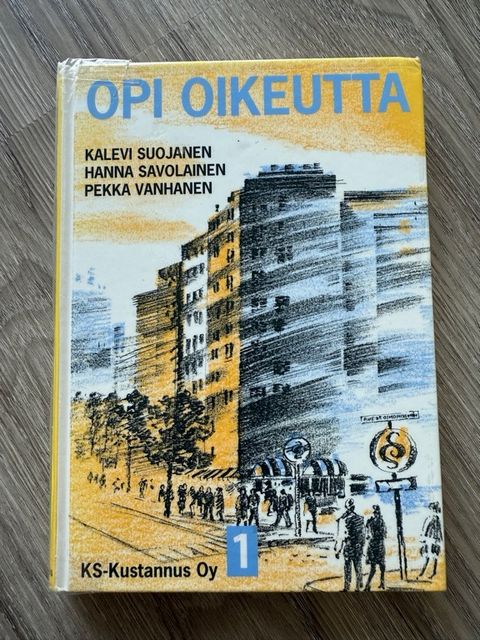 OPI OIKEUTTA
KALEVI SUOJANEN
HANNA SAVOLAINEN
PEKKA VANHANEN
§
KS-Kustannus Oy
1